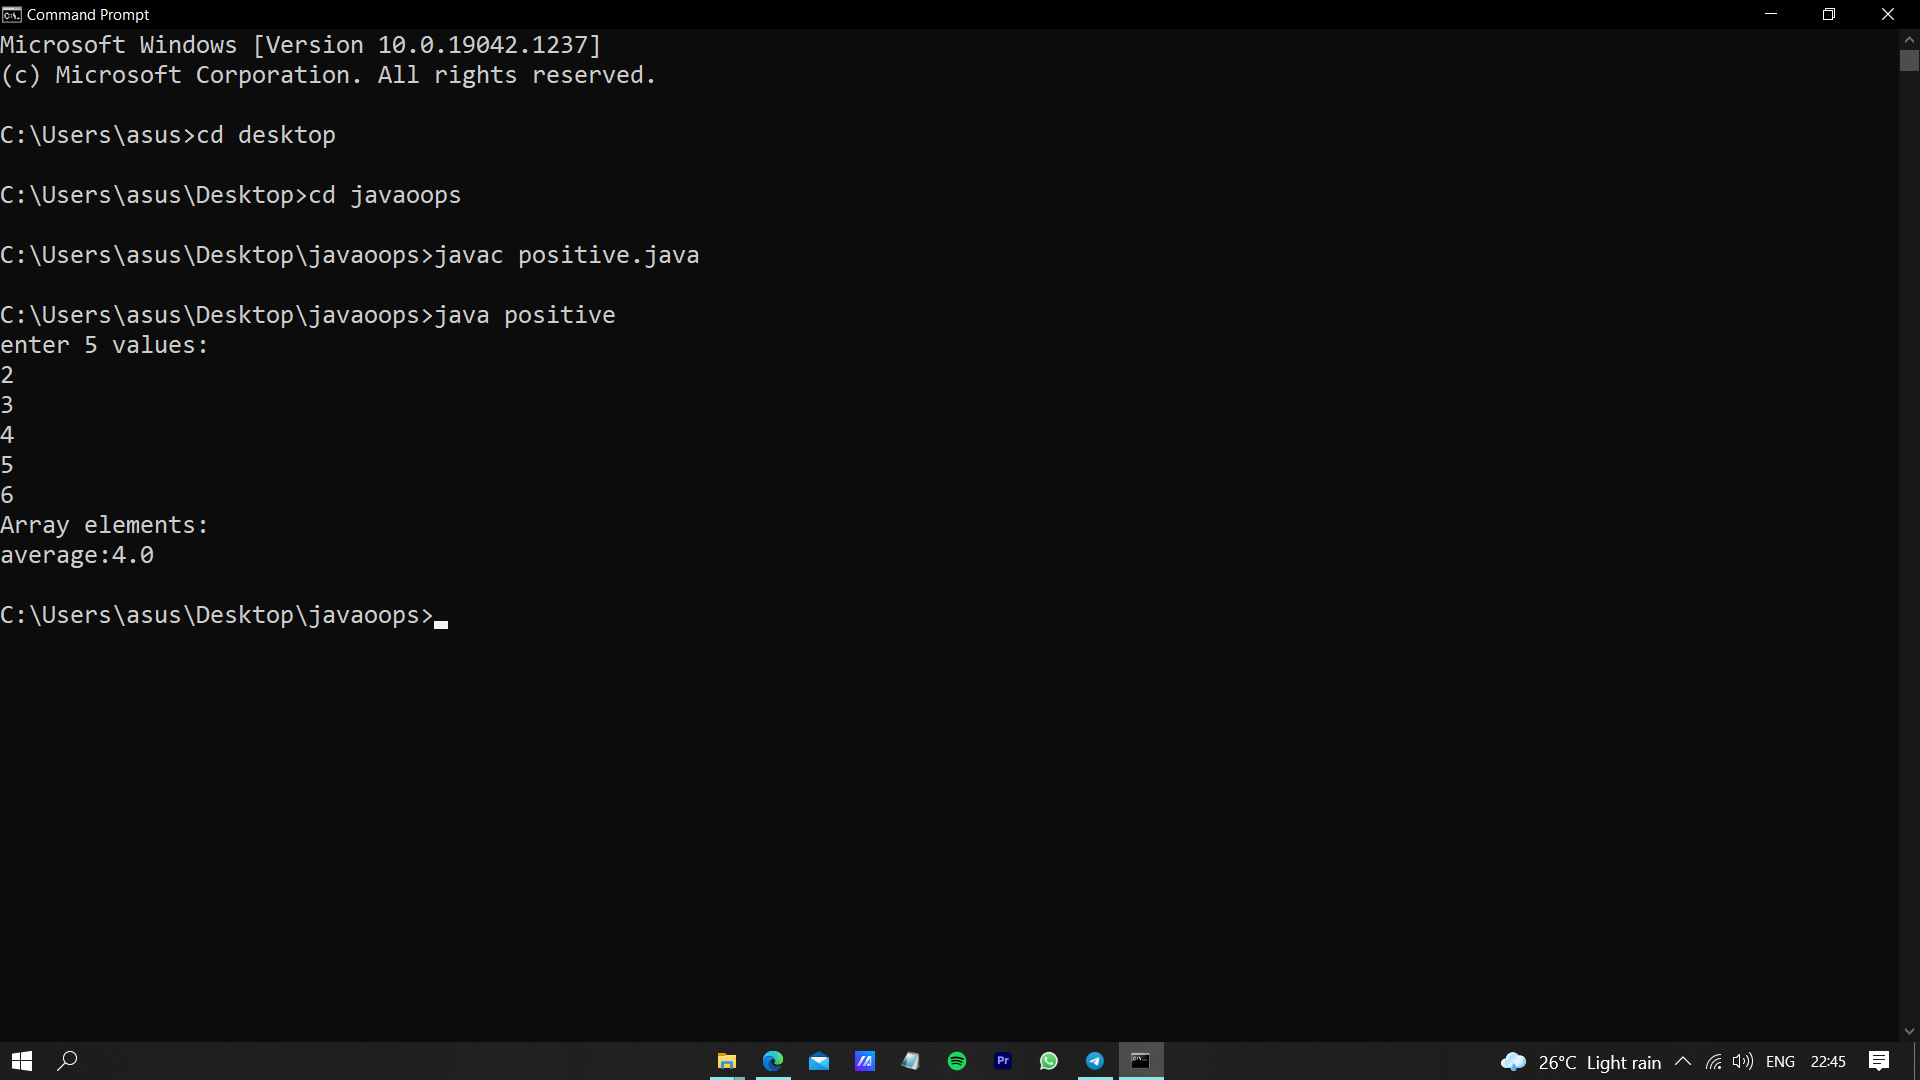 Command Prompt
Microsoft Windows [Version 10.0.19042.1237]
(c) Microsoft Corporation. All rights reserved.
C:\Users\asus>cd desktop
C:\Users\asus\Desktop>cd javaoops
C:\Users\asus\Desktop\javaoops>javac positive.java
C:\Users\asus\Desktop\javaoops>java positive
enter 5 values:
2
3
4
5
6
Array elements:
average:4.0
C:\Users\asus\Desktop\javaoops>
Pr
26°C Light rain ENG 22:45